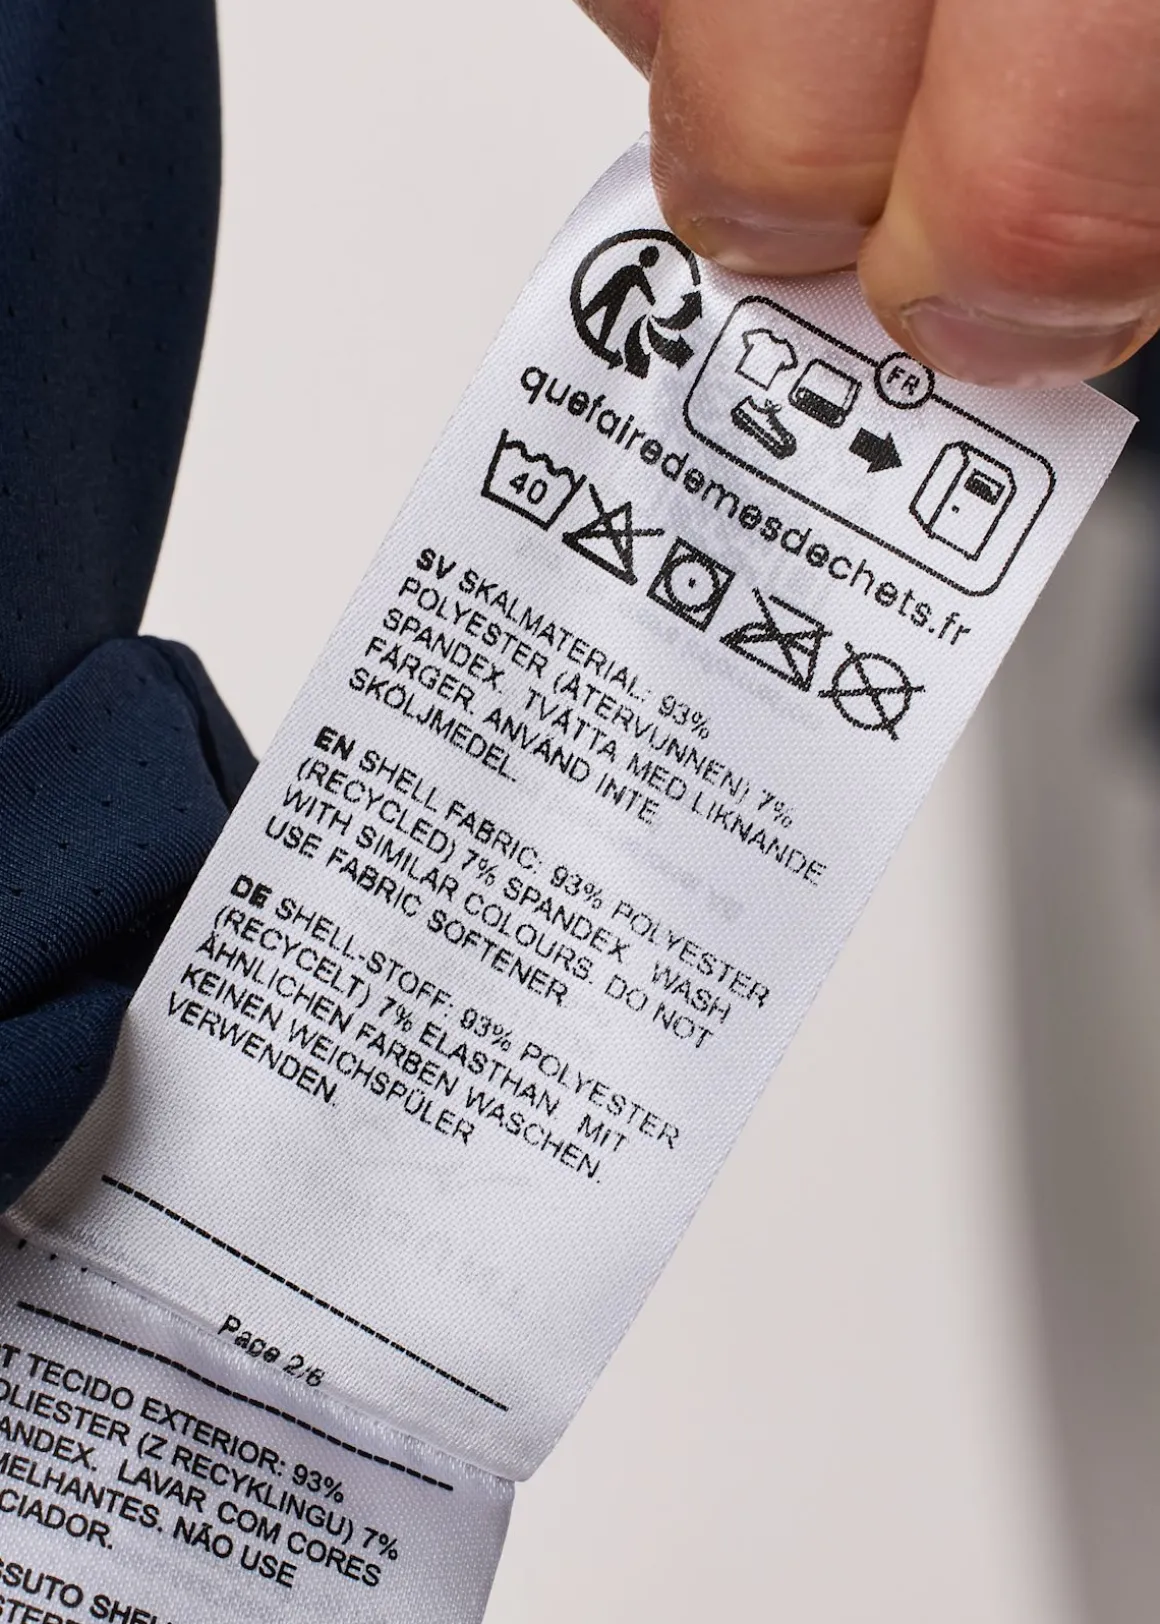 FR
quefairedemesdechets.fr
40
SV SKALMATERIAL: 93%
POLYESTER (ÅTERVUNNEN) 7%
SPANDEX. TVÄTTA MED LIKNANDE
FÄRGER. ANVÄND INTE
SKÖLJMEDEL.
EN SHELL FABRIC: 93% POLYESTER
(RECYCLED) 7% SPANDEX. WASH
WITH SIMILAR COLOURS. DO NOT
USE FABRIC SOFTENER.
DE SHELL-STOFF: 93% POLYESTER
(RECYCELT) 7% ELASTHAN. MIT
ÄHNLICHEN FARBEN WASCHEN.
KEINEN WEICHSPÜLER
VERWENDEN.
Page 2/6
TECIDO EXTERIOR: 93%
(Z RECYKLINGU) 7%
LAVAR COM CORES
NÃO USE